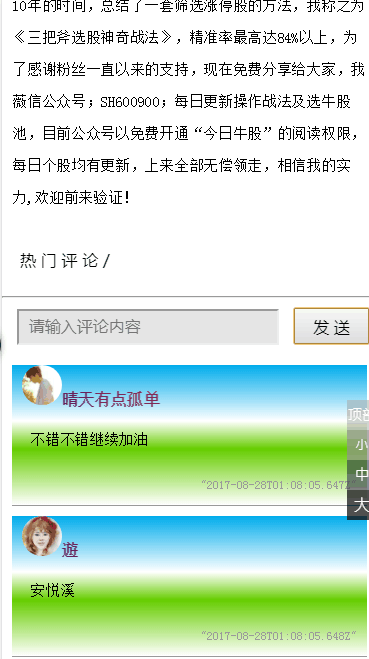 10年的时间，总结了一套筛选涨停股的方法，我称之为
《三把斧选股神奇战法》，精准率最高达84%以上，为
了感谢粉丝一直以来的支持，现在免费分享给大家，我
薇信公众号；SH600900；每日更新操作战法及选牛股
池，目前公众号以免费开通“今日牛股”的阅读权限，
每日个股均有更新，上来全部无偿领走，相信我的实
力,欢迎前来验证！
热门评论/
请输入评论内容
发送
晴天有点孤单
顶部
不错不错继续加油
小
中
"2017-08-28T01:08:05.647Z"
大
遊
安悦溪
"2017-08-28T01:08:05.648Z"